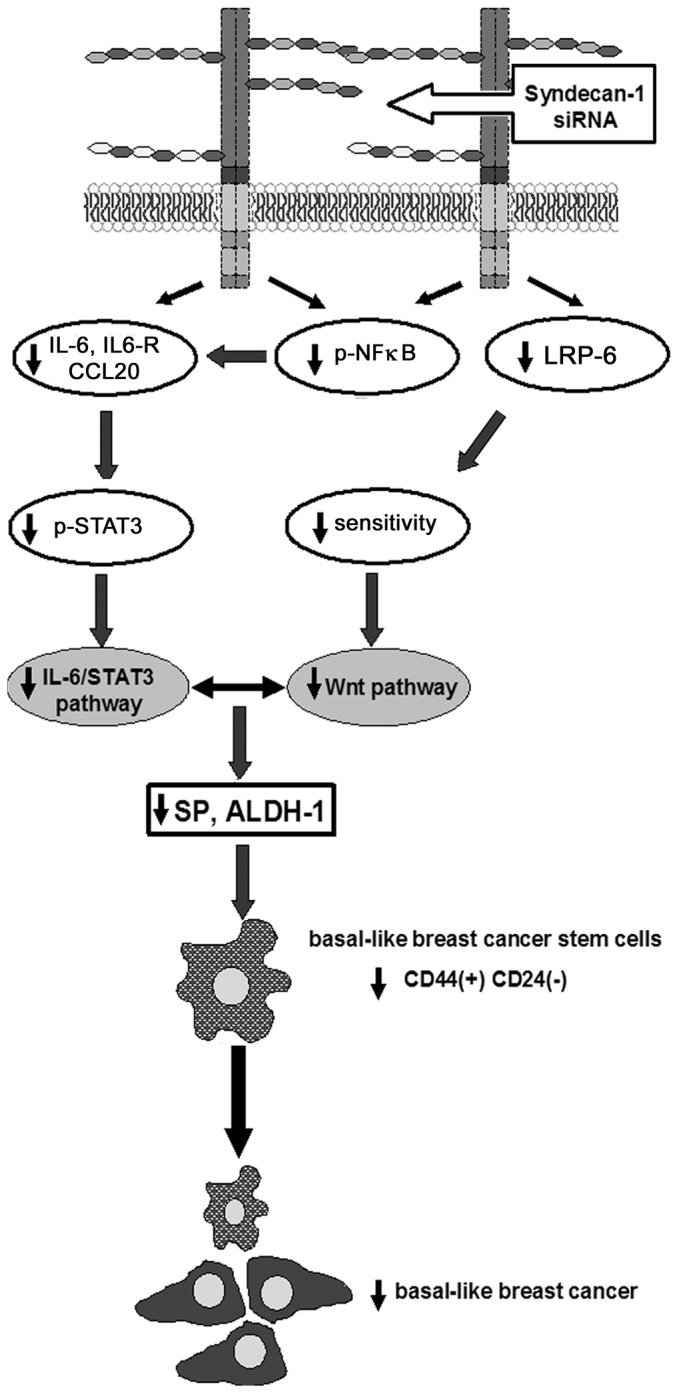 Syndecan-1
siRNA
IL-6, IL6-R
CCL20
p-NFκB
LRP-6
p-STAT3
sensitivity
IL-6/STAT3
pathway
Wnt pathway
SP, ALDH-1
basal-like breast cancer stem cells
CD44(+) CD24(-)
basal-like breast cancer